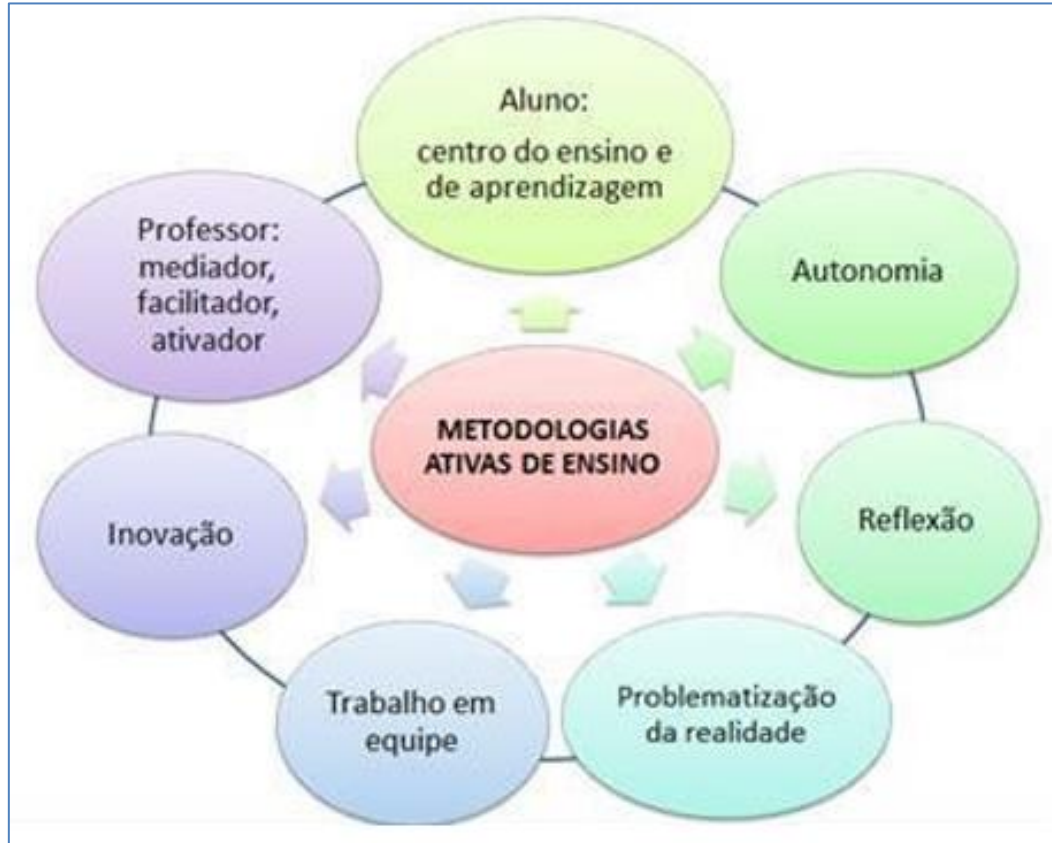 Aluno:
centro do ensino e
de aprendizagem
Autonomia
Reflexão
Problematização
da realidade
Trabalho em
equipe
Inovação
Professor:
mediador,
facilitador,
ativador
METODOLOGIAS
ATIVAS DE ENSINO